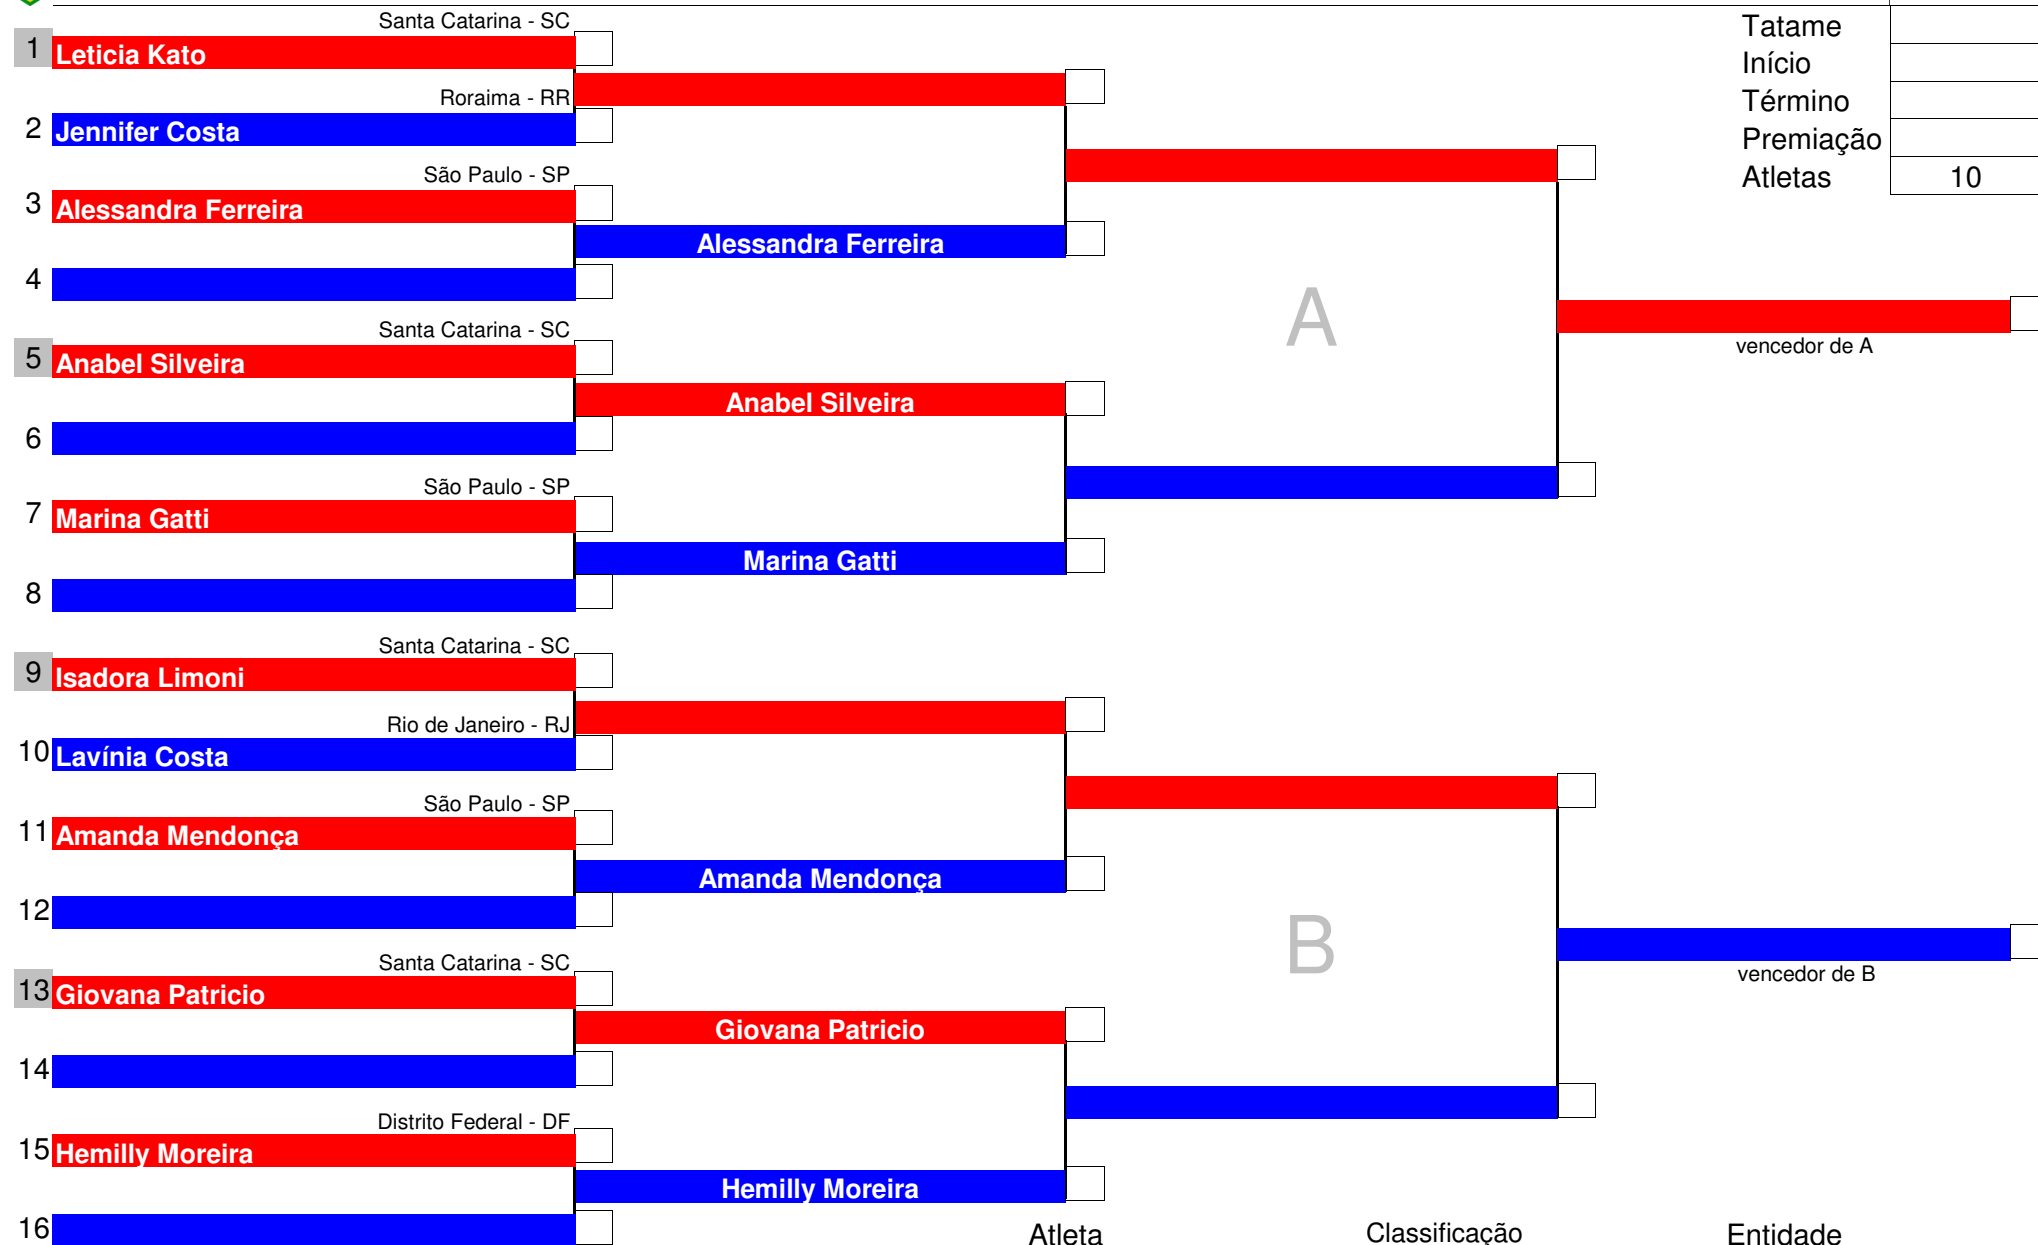 Santa Catarina - SC
1 Leticia Kato
Roraima - RR
2 Jennifer Costa
São Paulo - SP
3 Alessandra Ferreira
Alessandra Ferreira
4
Santa Catarina - SC
5 Anabel Silveira
Anabel Silveira
6
São Paulo - SP
7 Marina Gatti
Marina Gatti
8
Santa Catarina - SC
9 Isadora Limoni
Rio de Janeiro - RJ
10 Lavínia Costa
São Paulo - SP
11 Amanda Mendonça
Amanda Mendonça
12
Santa Catarina - SC
13 Giovana Patricio
Giovana Patricio
14
Distrito Federal - DF
15 Hemilly Moreira
Hemilly Moreira
16
A
B
Tatame
Início
Término
Premiação
Atletas 10
vencedor de A
vencedor de B
Atleta Classificação Entidade